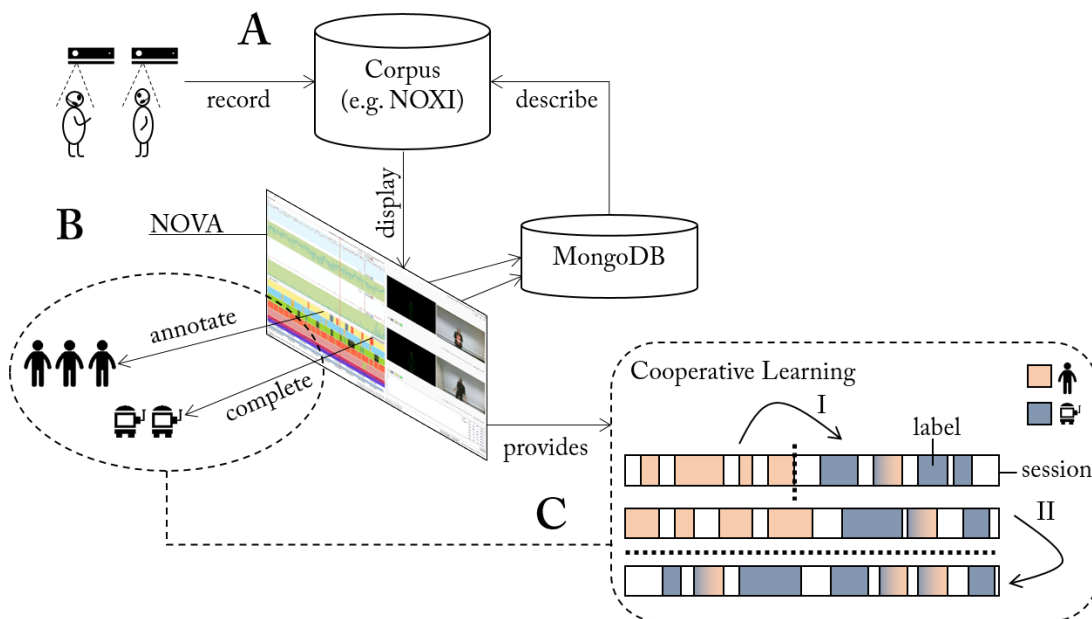 A
Corpus
(e.g. NOXI)
record
describe
display
B
NOVA
MongoDB
annotate
complete
provides
Cooperative Learning
I
label
session
C
II